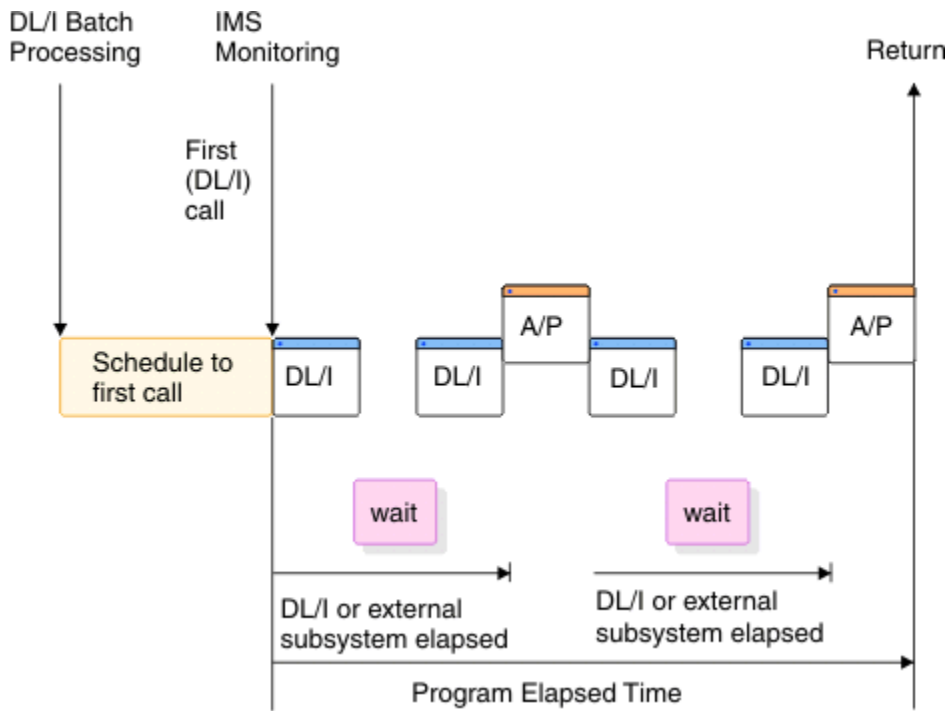 DL/I Batch
Processing
IMS
Monitoring
Return
First
(DL/I)
call
A/P
A/P
Schedule to
first call
DL/I
DL/I
DL/I
DL/I
wait
wait
DL/I or external
subsystem elapsed
DL/I or external
subsystem elapsed
Program Elapsed Time